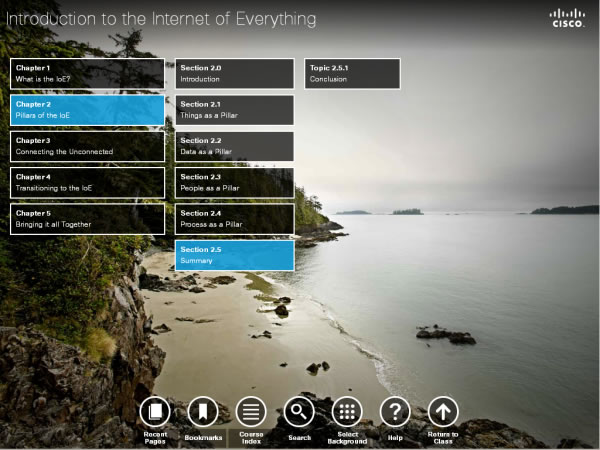 Introduction to the Internet of Everything
CISCO
Chapter 1
What is the IoE?
Chapter 2
Pillars of the IoE
Chapter 3
Connecting the Unconnected
Chapter 4
Transitioning to the IoE
Chapter 5
Bringing it all Together
Section 2.0
Introduction
Section 2.1
Things as a Pillar
Section 2.2
Data as a Pillar
Section 2.3
People as a Pillar
Section 2.4
Process as a Pillar
Section 2.5
Summary
Topic 2.5.1
Conclusion
Recent
Pages
Bookmarks
Course
Index
Search
Select
Background
?
Help
Return to
Class